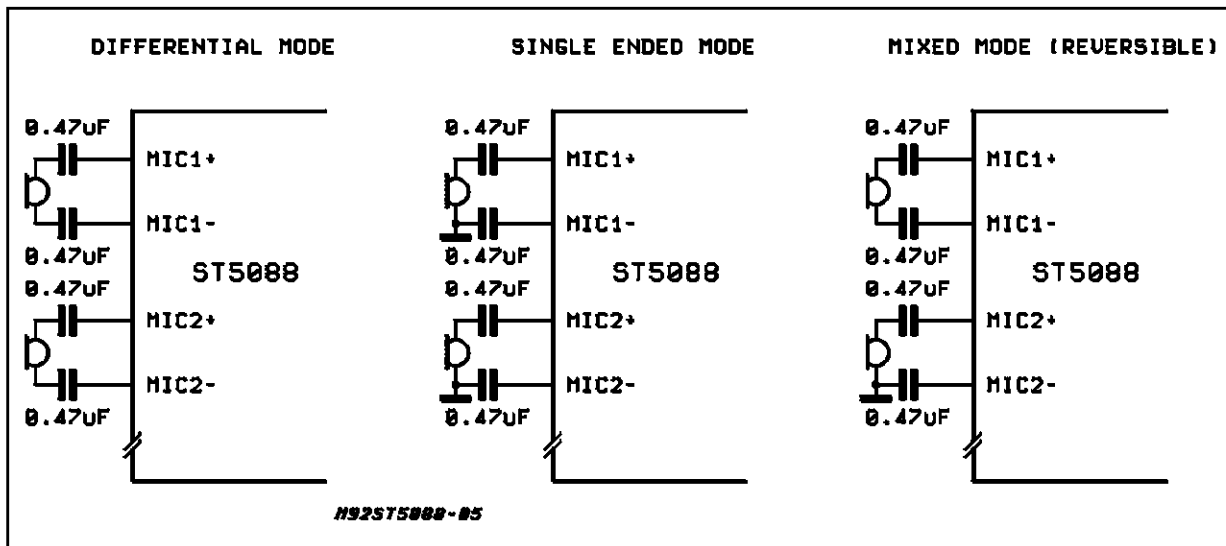 DIFFERENTIAL MODE
0.47uF
MIC1+
MIC1-
0.47uF
ST5088
0.47uF
MIC2+
MIC2-
0.47uF
SINGLE ENDED MODE
0.47uF
MIC1+
MIC1-
0.47uF
ST5088
0.47uF
MIC2+
MIC2-
0.47uF
MIXED MODE (REVERSIBLE)
0.47uF
MIC1+
MIC1-
0.47uF
ST5088
0.47uF
MIC2+
MIC2-
0.47uF
M92ST5088-05